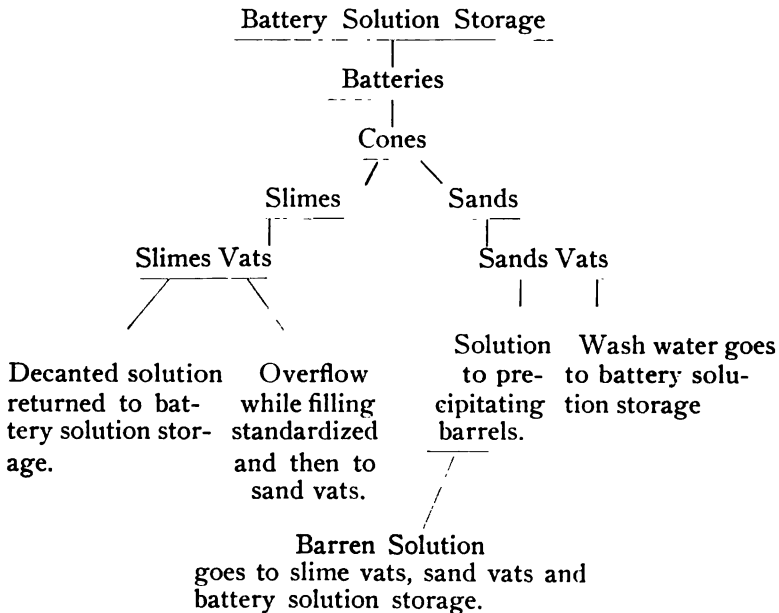 Battery Solution Storage
Batteries
Cones
Slimes
Sands
Slimes Vats
Sands Vats
Decanted solution
returned to bat-
tery solution stor-
age.
Overflow
while filling
standardized
and then to
sand vats.
Solution
to pre-
cipitating
barrels.
Wash water goes
to battery solu-
tion storage
Barren Solution
goes to slime vats, sand vats and
battery solution storage.